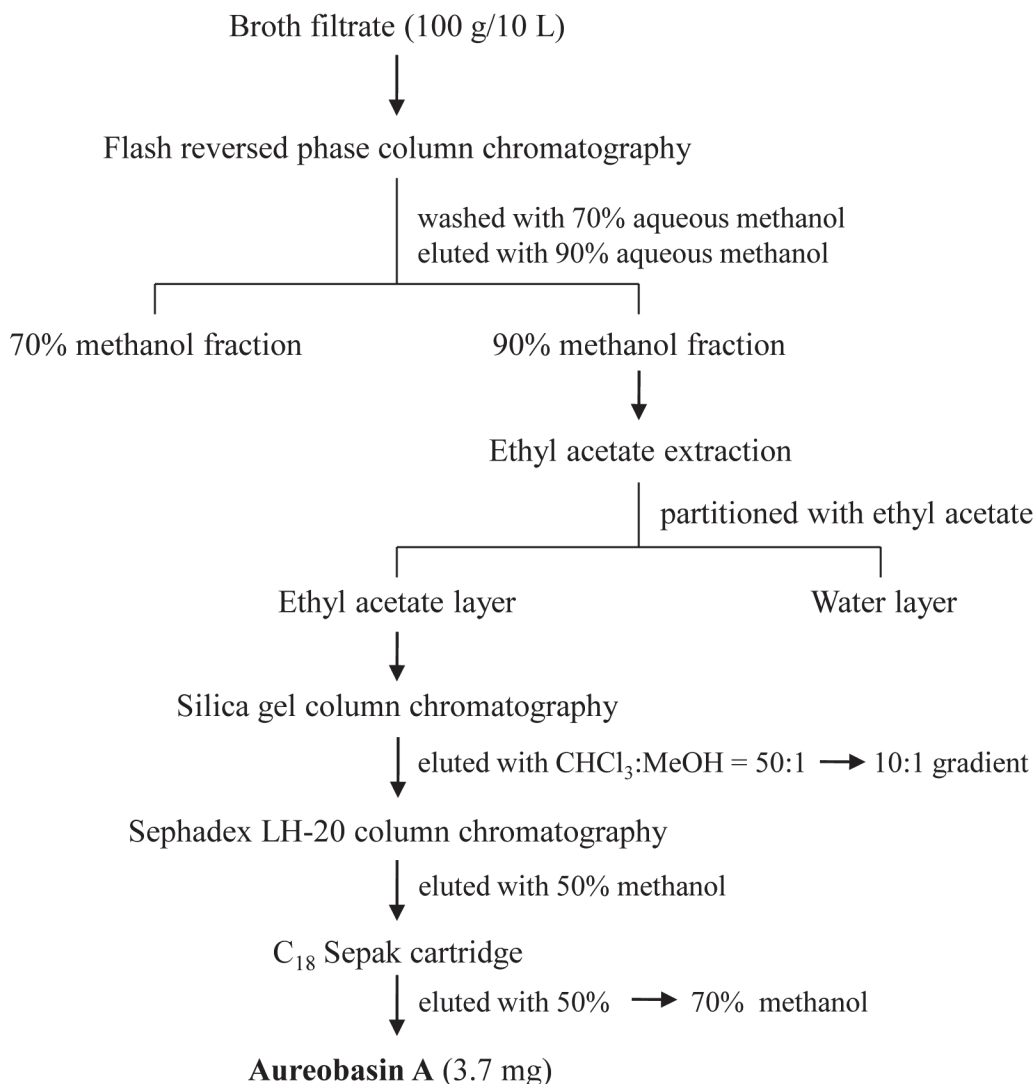 Broth filtrate (100 g/10 L)
Flash reversed phase column chromatography
washed with 70% aqueous methanol
eluted with 90% aqueous methanol
70% methanol fraction
90% methanol fraction
Ethyl acetate extraction
partitioned with ethyl acetate
Ethyl acetate layer
Water layer
Silica gel column chromatography
eluted with CHCl₃:MeOH = 50:1 → 10:1 gradient
Sephadex LH-20 column chromatography
eluted with 50% methanol
C₁₈ Sepak cartridge
eluted with 50% → 70% methanol
Aureobasin A (3.7 mg)